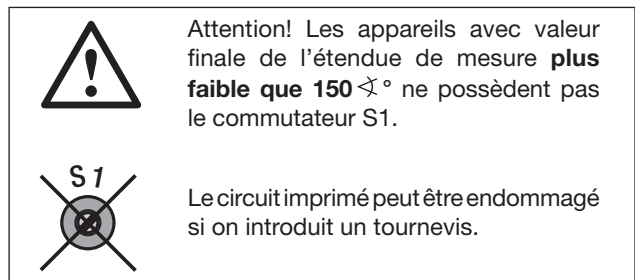 Attention! Les appareils avec valeur
finale de l'étendue de mesure plus
faible que 150∢° ne possèdent pas
le commutateur S1.
S1
Le circuit imprimé peut être endommagé
si on introduit un tournevis.